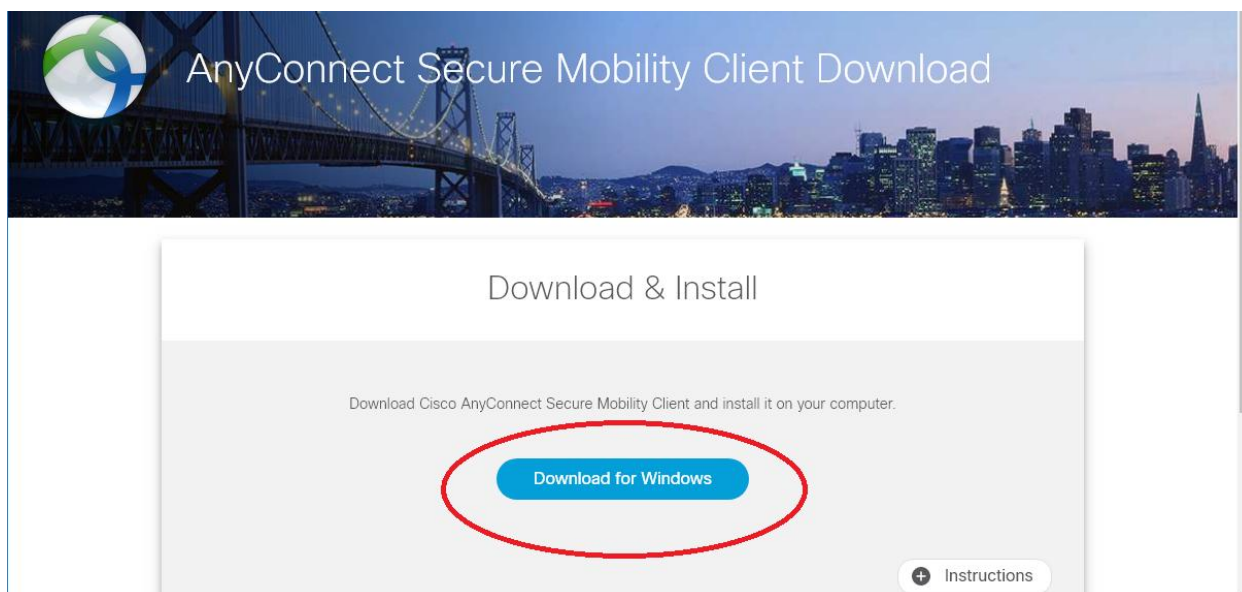 AnyConnect Secure Mobility Client Download
Download & Install
Download Cisco AnyConnect Secure Mobility Client and install it on your computer.
Download for Windows
Instructions